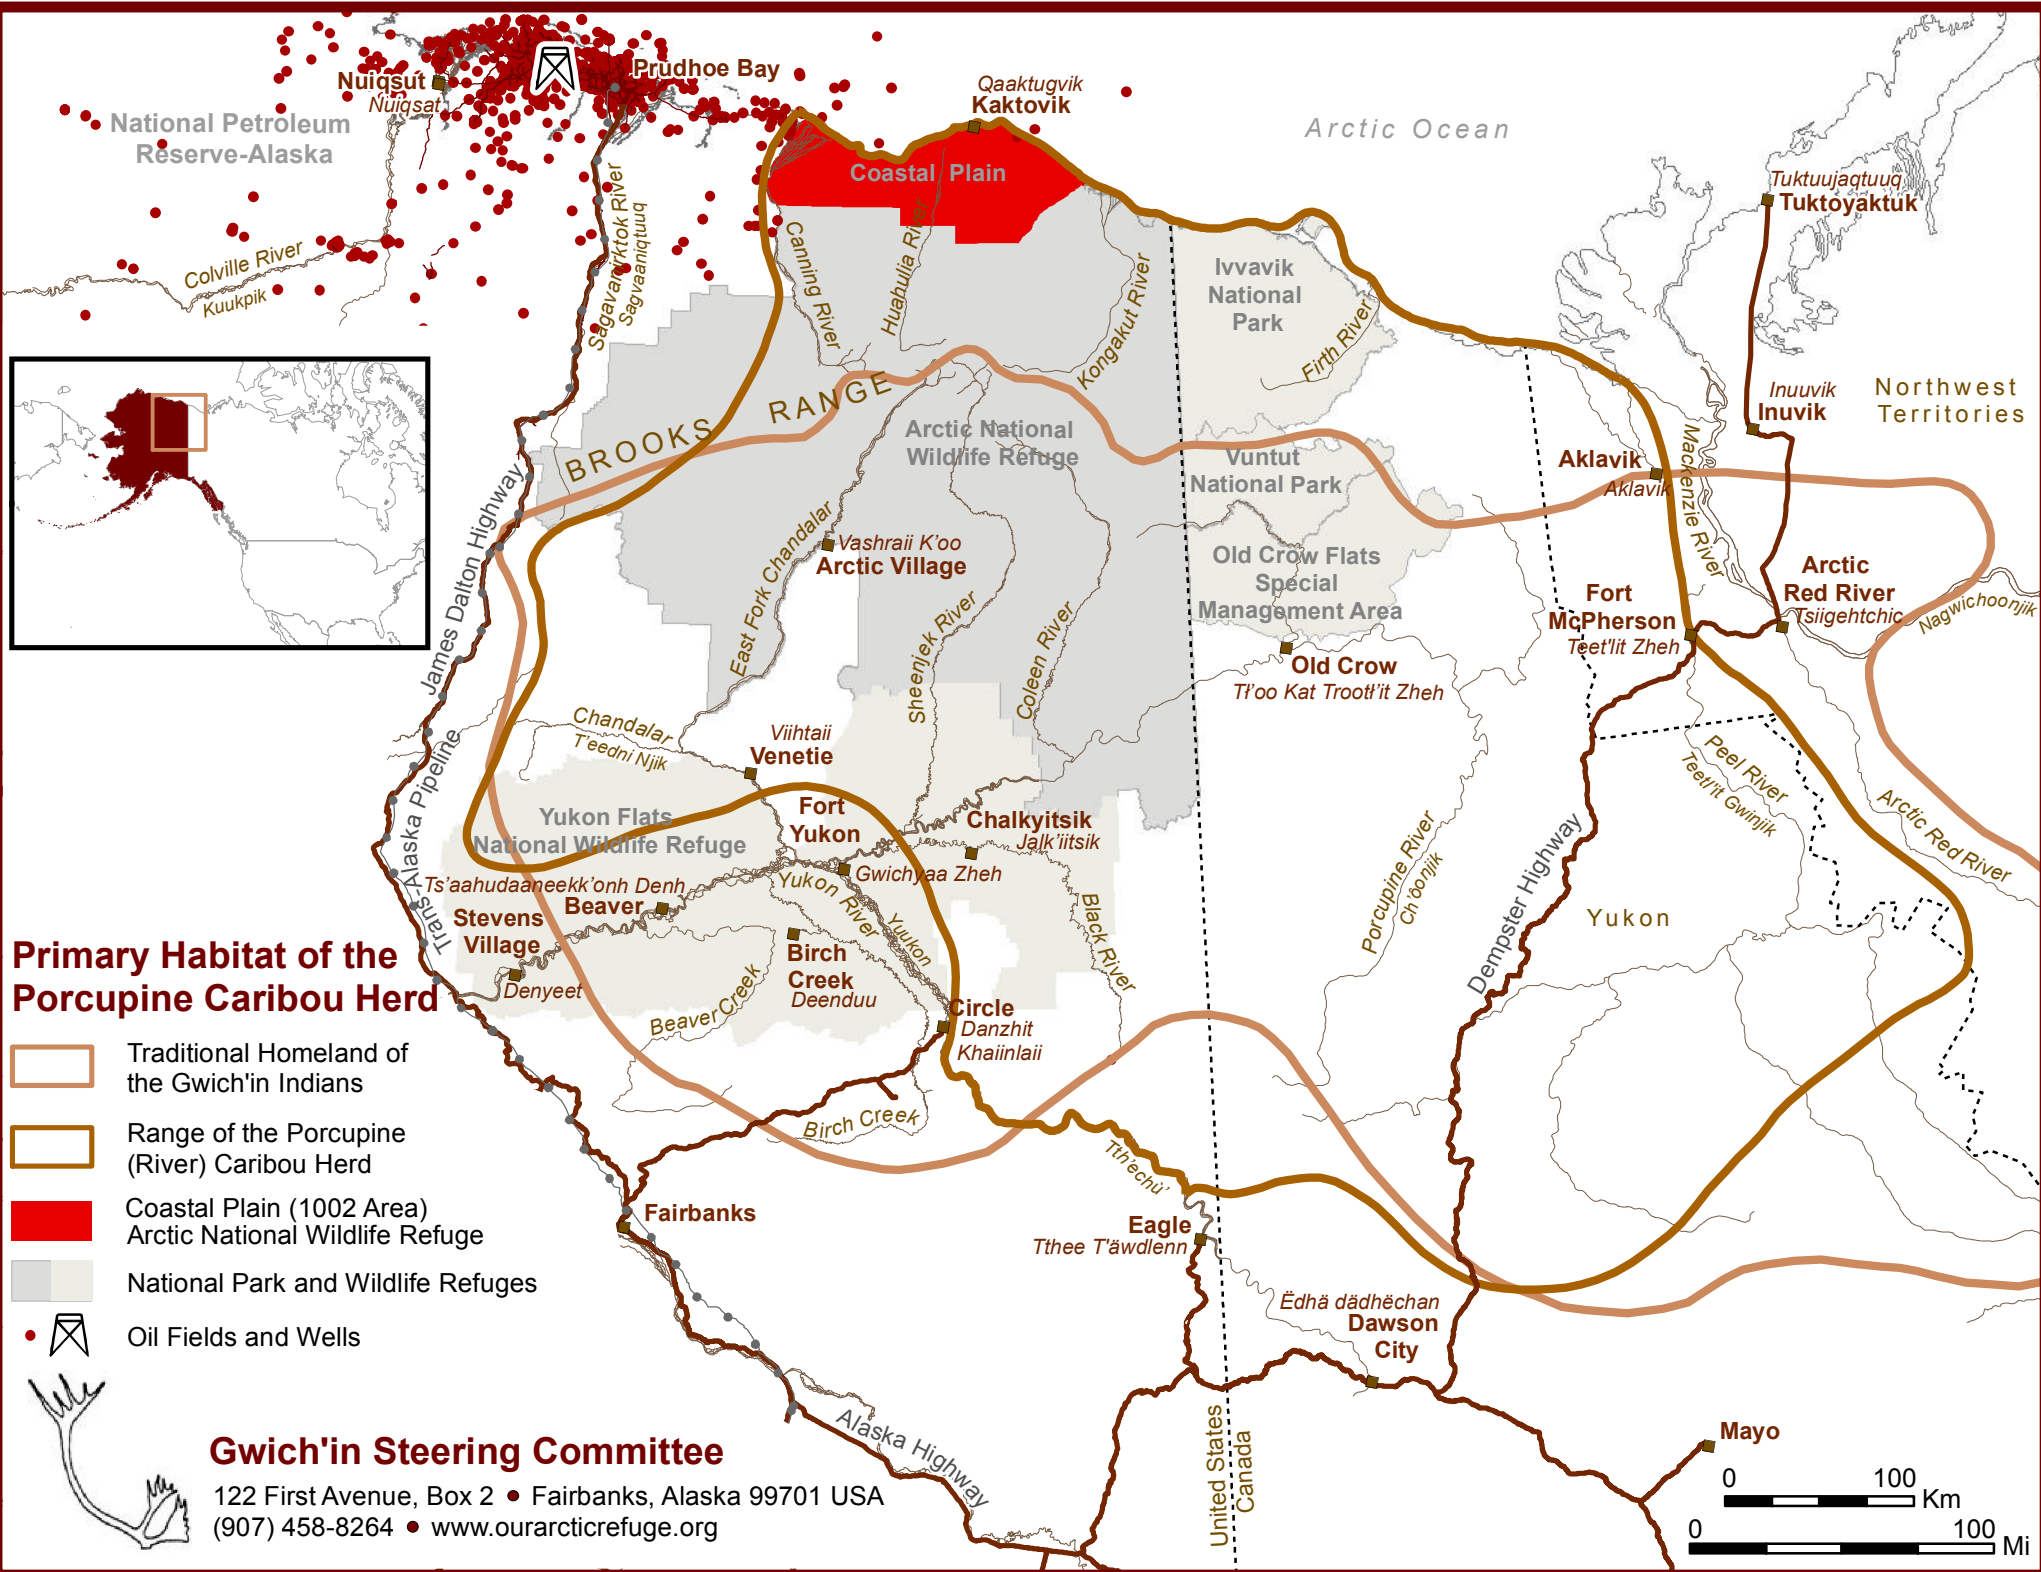 Prudhoe Bay
Nuiqsut
Nuiqsat
National Petroleum
Reserve-Alaska
Qaaktugvik
Kaktovik
Arctic Ocean
Coastal Plain
Tuktuujaqtuuq
Tuktoyaktuk
Colville River
Kuukpik
Sagavanirktok River
Sagvaaniqtuuq
Canning River
Huahulia River
Kongakut River
Ivvavik
National
Park
Firth River
BROOKS RANGE
Arctic National
Wildlife Refuge
Vuntut
National Park
Inuuvik
Inuvik
Northwest
Territories
Aklavik
Aklavik
Mackenzie River
James Dalton Highway
Vashraii K'oo
Arctic Village
East Fork Chandalar
Sheenjek River
Coleen River
Old Crow Flats
Special
Management Area
Old Crow
Tł'oo Kat Trootł'it Zheh
Fort
McPherson
Teet'lit Zheh
Arctic
Red River
Tsiigehtchic
Nagwichoonjik
Chandalar
T'eedni Njik
Viihtaii
Venetie
Trans-Alaska Pipeline
Yukon Flats
National Wildlife Refuge
Fort
Yukon
Gwichyaa Zheh
Chalkyitsik
Jalk'iitsik
Peel River
Teetl'it Gwinjik
Arctic Red River
Porcupine River
Ch'òonjik
Dempster Highway
Yukon
Ts'aahudaaneekk'onh Denh
Beaver
Stevens
Village
Denyeet
Yukon River
Yuukon
Birch
Creek
Deenduu
Beaver Creek
Black River
Circle
Danzhit
Khaiinlaii
Birch Creek
Tth'echù'
Fairbanks
Eagle
Tthee T'äwdlenn
Ëdhä dädhëchan
Dawson
City
Alaska Highway
United States
Canada
Mayo
0 100 Km
0 100 Mi
Primary Habitat of the
Porcupine Caribou Herd
Traditional Homeland of
the Gwich'in Indians
Range of the Porcupine
(River) Caribou Herd
Coastal Plain (1002 Area)
Arctic National Wildlife Refuge
National Park and Wildlife Refuges
Oil Fields and Wells
Gwich'in Steering Committee
122 First Avenue, Box 2 • Fairbanks, Alaska 99701 USA
(907) 458-8264 • www.ourarcticrefuge.org